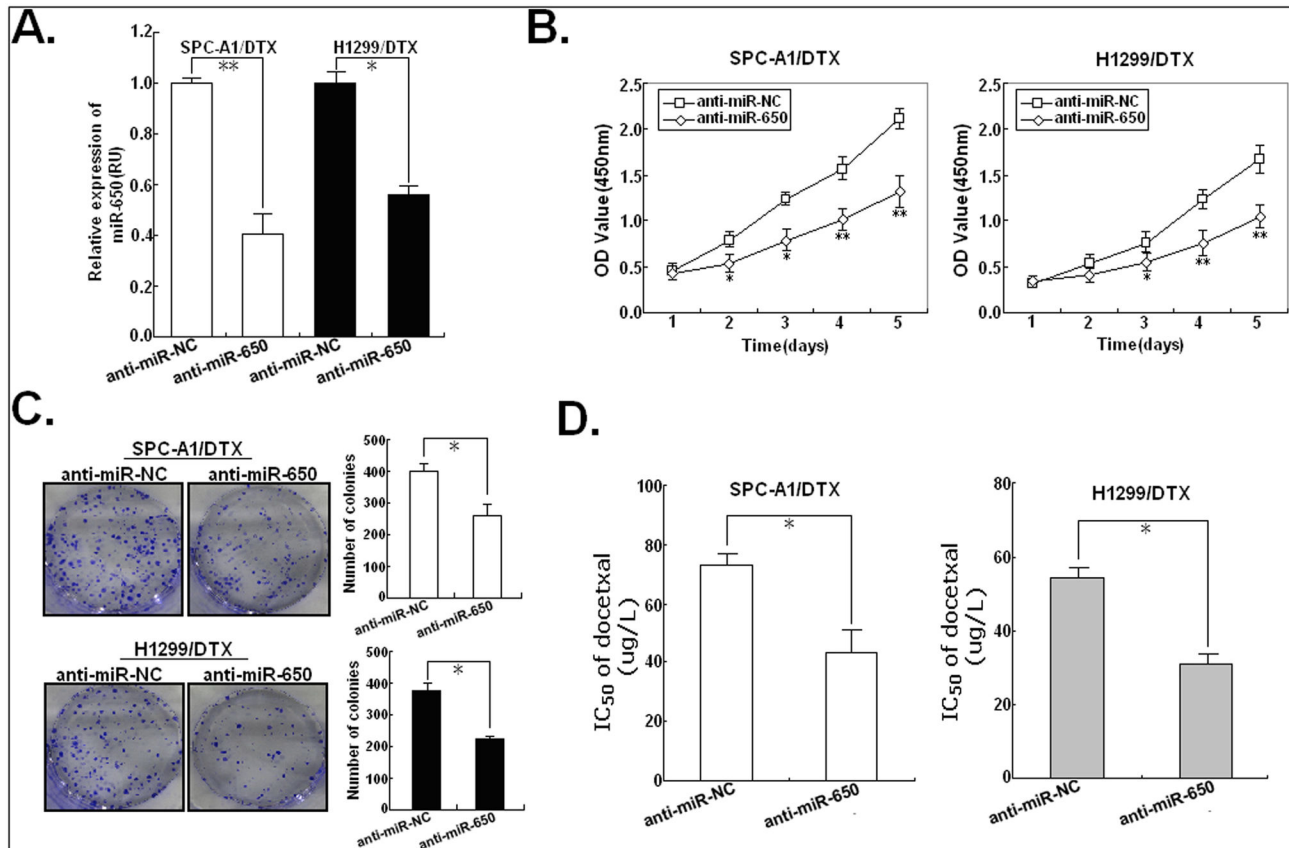 A.
SPC-A1/DTX
H1299/DTX
**
*
Relative expression of
miR-650(RU)
1.2
1.0
0.8
0.6
0.4
0.2
0.0
anti-miR-NC
anti-miR-650
anti-miR-NC
anti-miR-650
B.
SPC-A1/DTX
anti-miR-NC
anti-miR-650
OD Value(450nm)
2.5
2.0
1.5
1.0
0.5
0.0
*
*
**
**
1 2 3 4 5
Time(days)
H1299/DTX
anti-miR-NC
anti-miR-650
OD Value(450nm)
2.5
2.0
1.5
1.0
0.5
0.0
*
**
**
1 2 3 4 5
Time(days)
C.
SPC-A1/DTX
anti-miR-NC anti-miR-650
Number of colonies
500
400
300
200
100
0
*
anti-miR-NC
anti-miR-650
H1299/DTX
anti-miR-NC anti-miR-650
Number of colonies
500
400
300
200
100
0
*
anti-miR-NC
anti-miR-650
D.
SPC-A1/DTX
IC50 of docetxal
(ug/L)
100
80
60
40
20
0
*
anti-miR-NC
anti-miR-650
H1299/DTX
IC50 of docetxal
(ug/L)
80
60
40
20
0
*
anti-miR-NC
anti-miR-650